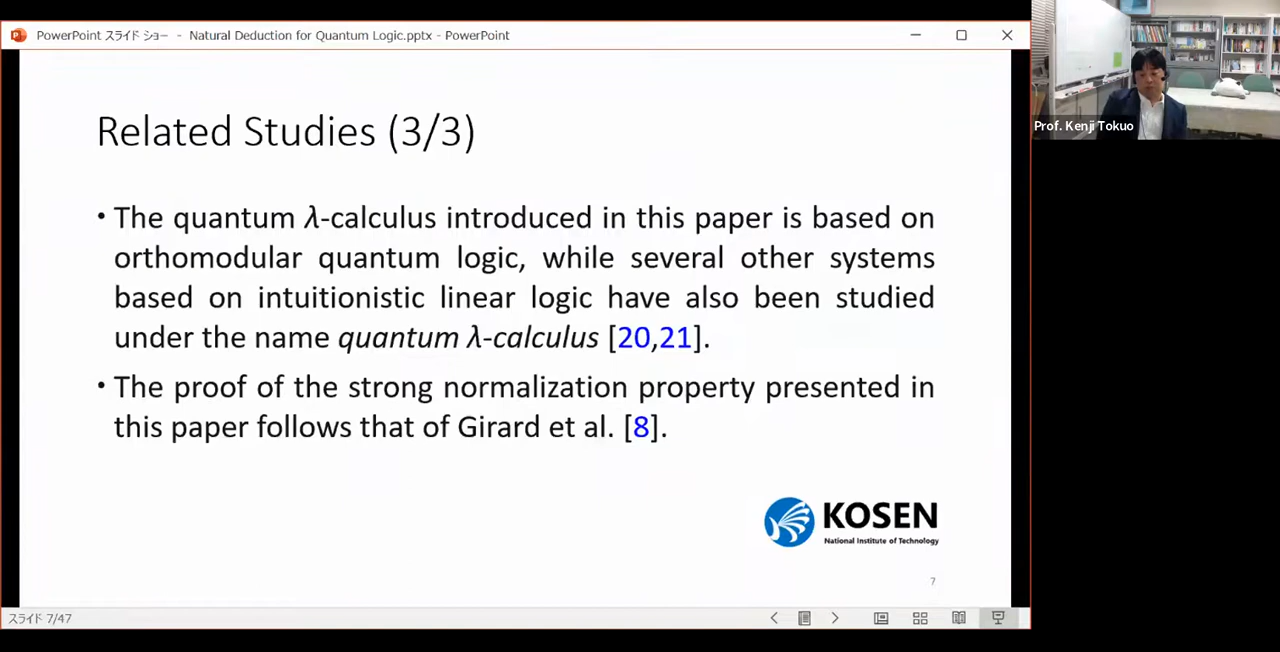 PowerPoint スライド ショー - Natural Deduction for Quantum Logic.pptx - PowerPoint
Prof. Kenji Tokuo
Related Studies (3/3)
• The quantum λ-calculus introduced in this paper is based on
orthomodular quantum logic, while several other systems
based on intuitionistic linear logic have also been studied
under the name quantum λ-calculus [20,21].
• The proof of the strong normalization property presented in
this paper follows that of Girard et al. [8].
KOSEN
National Institute of Technology
7
スライド 7/47